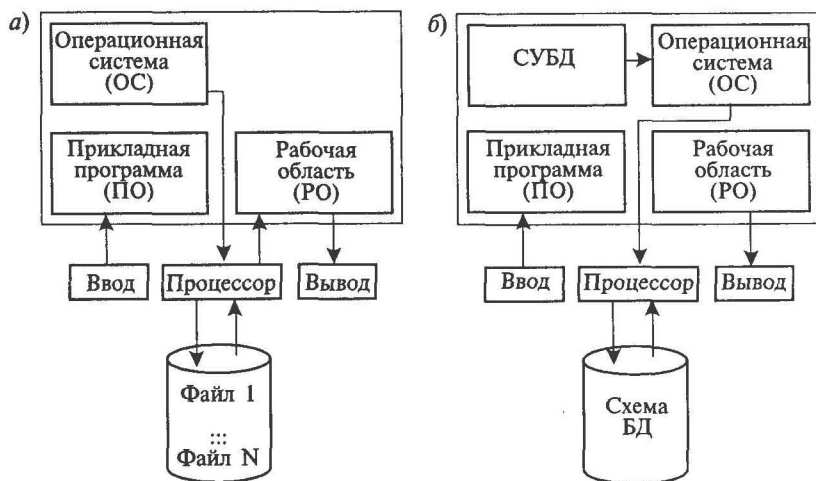 а)
Операционная
система
(ОС)
Прикладная
программа
(ПО)
Рабочая
область
(РО)
Ввод
Процессор
Вывод
Файл 1
...
Файл N
б)
СУБД
Операционная
система
(ОС)
Прикладная
программа
(ПО)
Рабочая
область
(РО)
Ввод
Процессор
Вывод
Схема
БД